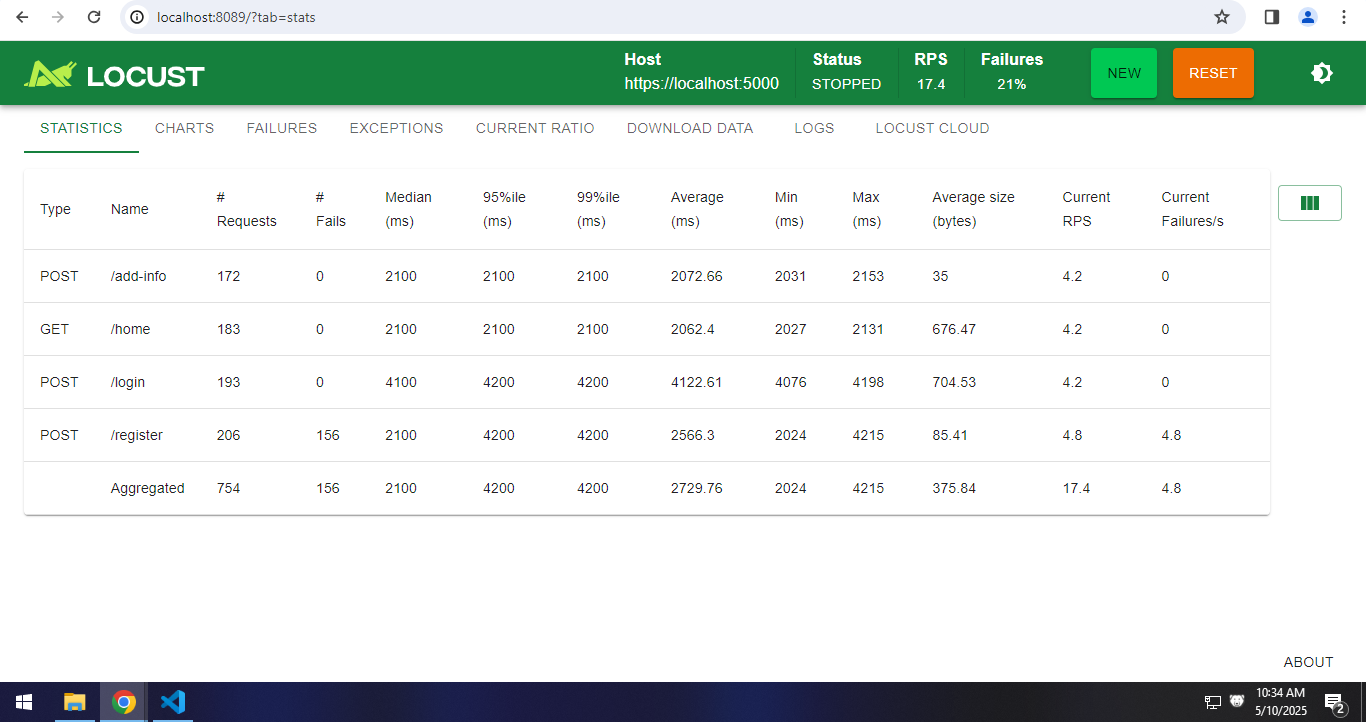 localhost:8089/?tab=stats
LOCUST
Host
https://localhost:5000
Status
STOPPED
RPS
17.4
Failures
21%
NEW
RESET
STATISTICS CHARTS FAILURES EXCEPTIONS CURRENT RATIO DOWNLOAD DATA LOGS LOCUST CLOUD
Type Name # Requests # Fails Median (ms) 95%ile (ms) 99%ile (ms) Average (ms) Min (ms) Max (ms) Average size (bytes) Current RPS Current Failures/s
POST /add-info 172 0 2100 2100 2100 2072.66 2031 2153 35 4.2 0
GET /home 183 0 2100 2100 2100 2062.4 2027 2131 676.47 4.2 0
POST /login 193 0 4100 4200 4200 4122.61 4076 4198 704.53 4.2 0
POST /register 206 156 2100 4200 4200 2566.3 2024 4215 85.41 4.8 4.8
Aggregated 754 156 2100 4200 4200 2729.76 2024 4215 375.84 17.4 4.8
ABOUT
10:34 AM
5/10/2025
2